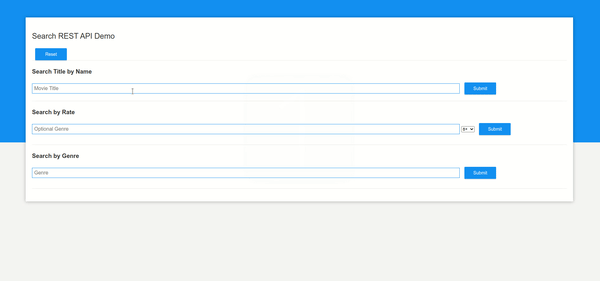 Search REST API Demo
Reset
Search Title by Name
Movie Title
Submit
Search by Rate
Optional Genre
Submit
Search by Genre
Genre
Submit